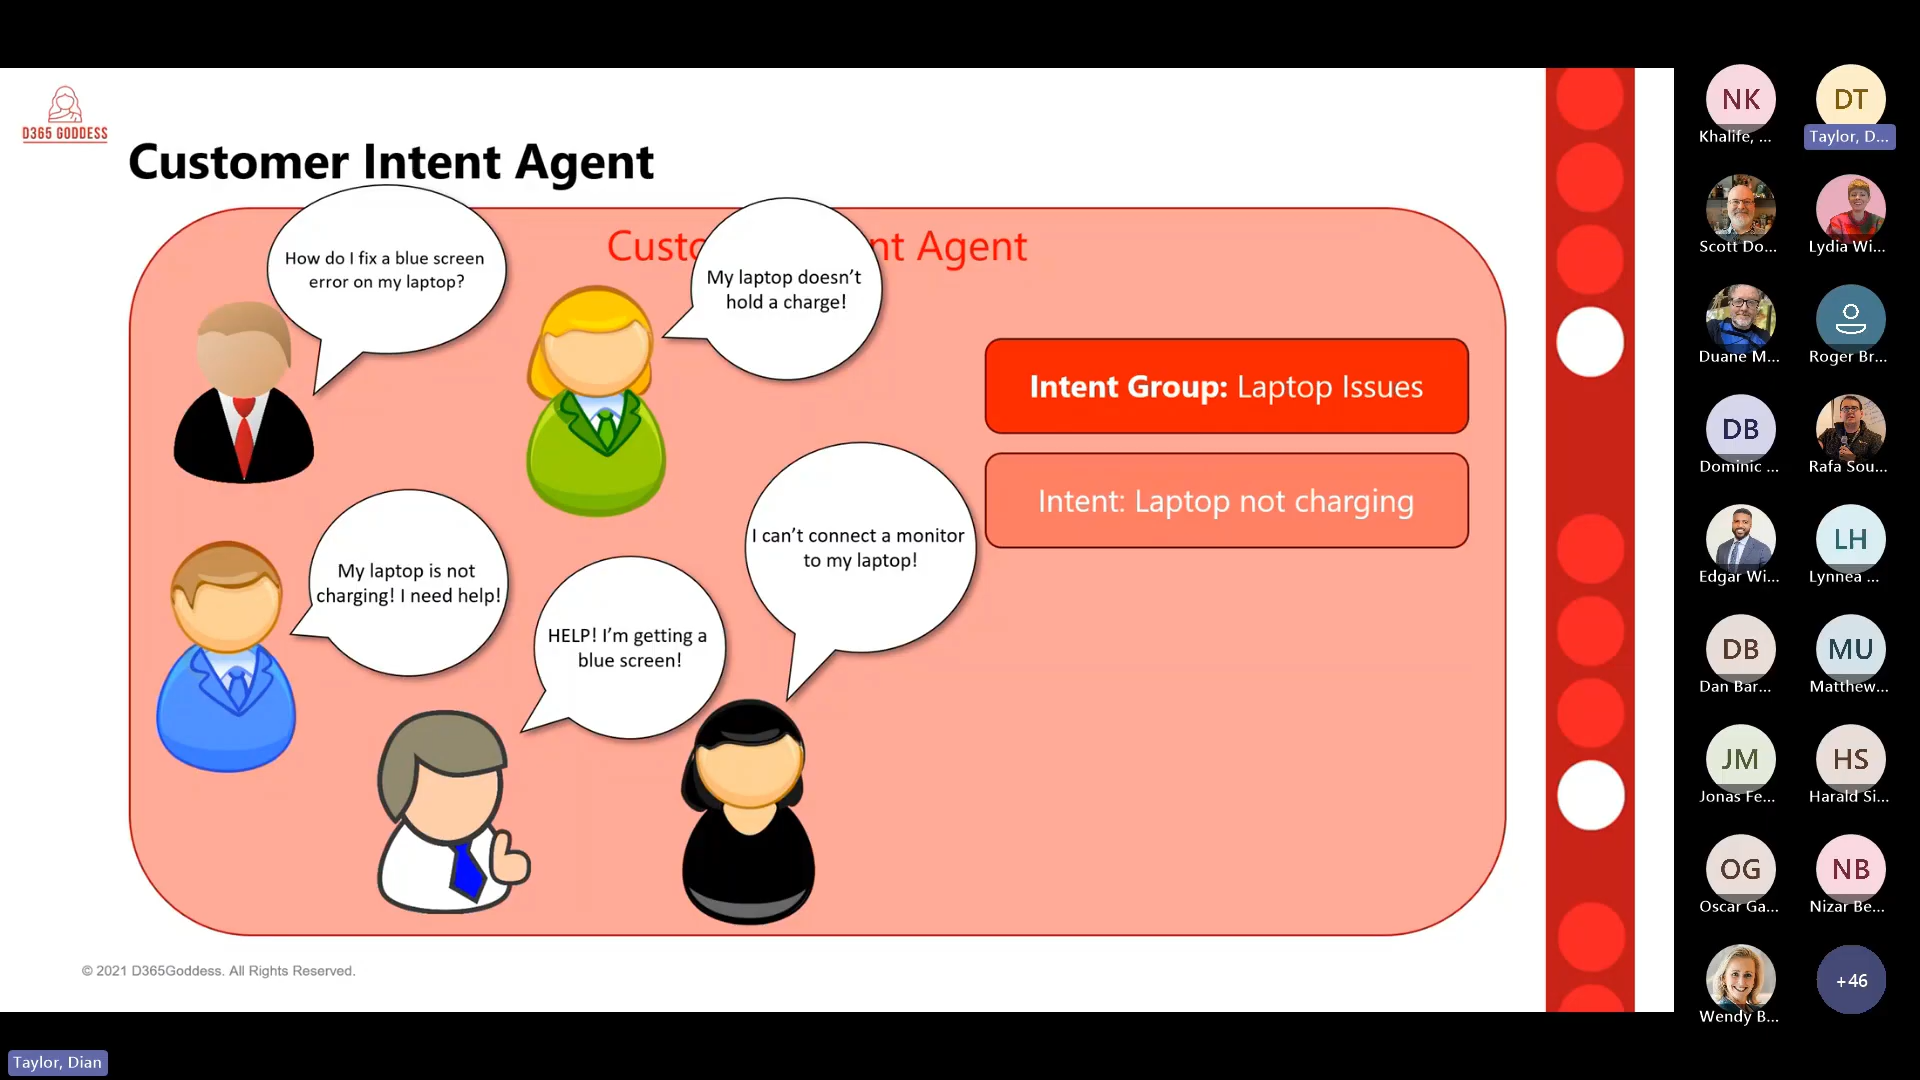 D365 GODDESS
Customer Intent Agent
Custo
nt Agent
How do I fix a blue screen
error on my laptop?
My laptop doesn’t
hold a charge!
Intent Group: Laptop Issues
Intent: Laptop not charging
I can’t connect a monitor
to my laptop!
My laptop is not
charging! I need help!
HELP! I’m getting a
blue screen!
© 2021 D365Goddess. All Rights Reserved.
Taylor, Dian
NK
Khalife, ...
DT
Taylor, D...
Scott Do...
Lydia Wi...
Duane M...
Roger Br...
DB
Dominic ...
Rafa Sou...
Edgar Wi...
LH
Lynnea ...
DB
Dan Bar...
MU
Matthew...
JM
Jonas Fe...
HS
Harald Si...
OG
Oscar Ga...
NB
Nizar Be...
Wendy B...
+46